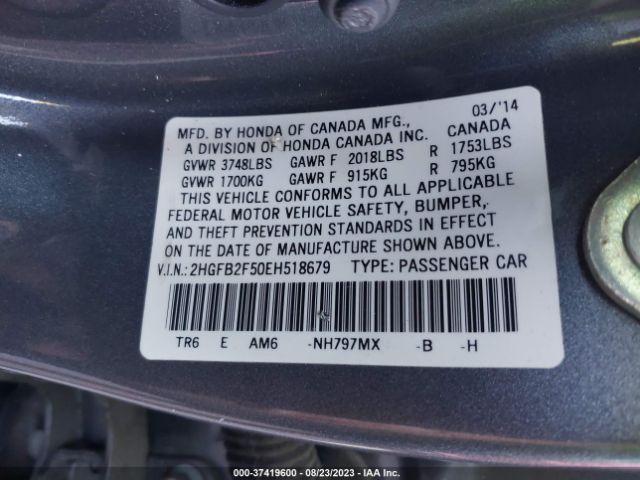 03/'14
MFD. BY HONDA OF CANADA MFG.,
A DIVISION OF HONDA CANADA INC. CANADA
GVWR 3748LBS GAWR F 2018LBS R 1753LBS
GVWR 1700KG GAWR F 915KG R 795KG
THIS VEHICLE CONFORMS TO ALL APPLICABLE
FEDERAL MOTOR VEHICLE SAFETY, BUMPER,
AND THEFT PREVENTION STANDARDS IN EFFECT
ON THE DATE OF MANUFACTURE SHOWN ABOVE.
V.I.N.: 2HGFB2F50EH518679 TYPE: PASSENGER CAR
TR6 E AM6 -NH797MX -B -H
000-37419600 - 08/23/2023 - IAA Inc.